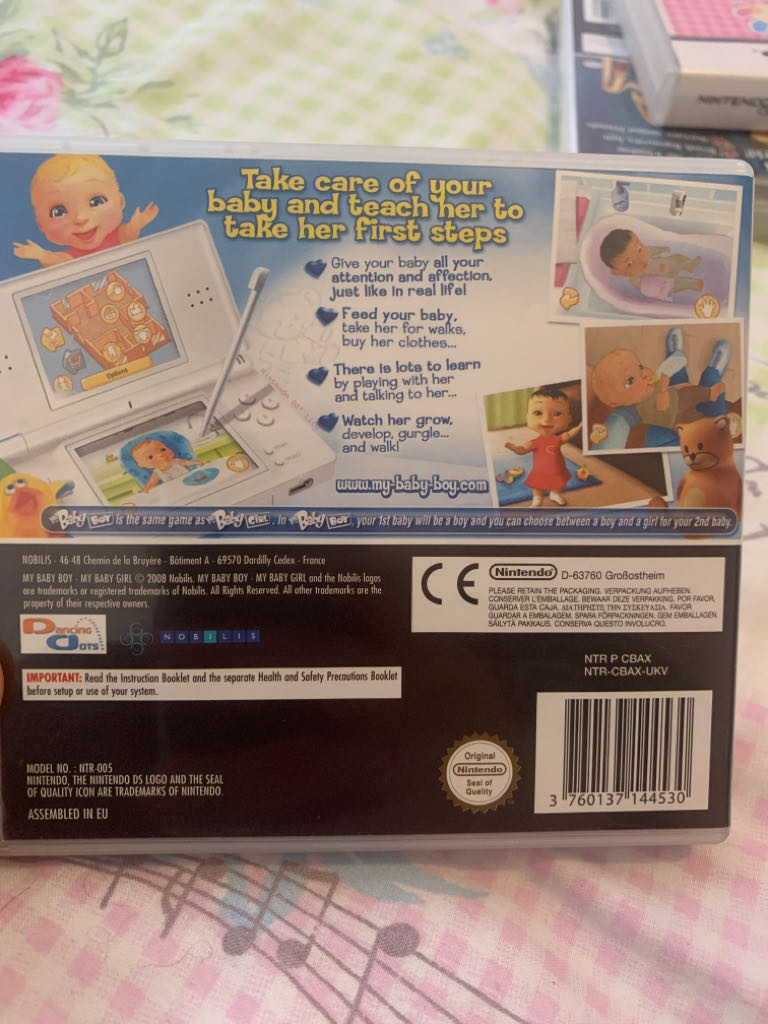 NINTENDO
Take care of your
baby and teach her to
take her first steps
Give your baby all your
attention and affection,
just like in real life!
Feed your baby,
take her for walks,
buy her clothes...
There is lots to learn
by playing with her
and talking to her...
Watch her grow,
develop, gurgle...
and walk!
Options
www.my-baby-boy.com
My Baby BOY is the same game as My Baby GIRL. In My Baby BOY, your 1st baby will be a boy and you can choose between a boy and a girl for your 2nd baby.
NOBILIS - 46-48 Chemin de la Bruyère - Bâtiment A - 69570 Dardilly Cedex - France
MY BABY BOY - MY BABY GIRL © 2008 Nobilis. MY BABY BOY - MY BABY GIRL and the Nobilis logos
are trademarks or registered trademarks of Nobilis. All Rights Reserved. All other trademarks are the
property of their respective owners.
Dancing
dots
NOBILIS
CE
Nintendo D-63760 Großostheim
PLEASE RETAIN THE PACKAGING. VERPACKUNG AUFHEBEN.
CONSERVER L'EMBALLAGE. BEWAAR DEZE VERPAKKING. POR FAVOR,
GUARDA ESTA CAJA. ΔΙΑΤΗΡΗΣΤΕ ΤΗΝ ΣΥΣΚΕΥΑΣΙΑ. FAVOR
GUARDAR A EMBALAGEM. SPARA FÖRPACKNINGEN. GEM EMBALLAGEN.
SÄILYTÄ PAKKAUS. CONSERVA QUESTO INVOLUCRO.
NTR P CBAX
NTR-CBAX-UKV
IMPORTANT: Read the Instruction Booklet and the separate Health and Safety Precautions Booklet
before setup or use of your system.
MODEL NO. : NTR-005
NINTENDO, THE NINTENDO DS LOGO AND THE SEAL
OF QUALITY ICON ARE TRADEMARKS OF NINTENDO.
ASSEMBLED IN EU
Original
Nintendo
Seal of
Quality
TM
3 760137 144530